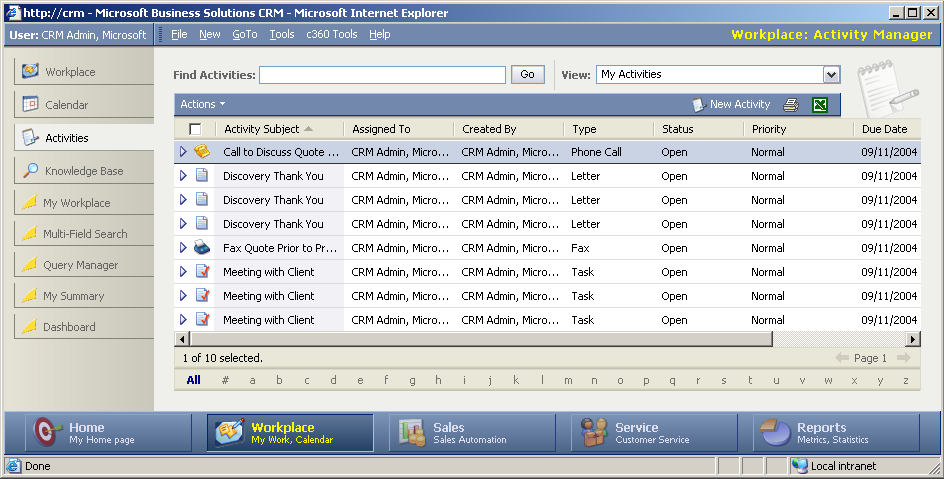 http://crm - Microsoft Business Solutions CRM - Microsoft Internet Explorer
User: CRM Admin, Microsoft File New GoTo Tools c360 Tools Help Workplace: Activity Manager
Workplace
Calendar
Activities
Knowledge Base
My Workplace
Multi-Field Search
Query Manager
My Summary
Dashboard
Find Activities: Go View: My Activities
Actions New Activity
Activity Subject Assigned To Created By Type Status Priority Due Date
Call to Discuss Quote ... CRM Admin, Micro... CRM Admin, Micro... Phone Call Open Normal 09/11/2004
Discovery Thank You CRM Admin, Micro... CRM Admin, Micro... Letter Open Normal 09/11/2004
Discovery Thank You CRM Admin, Micro... CRM Admin, Micro... Letter Open Normal 09/11/2004
Discovery Thank You CRM Admin, Micro... CRM Admin, Micro... Letter Open Normal 09/11/2004
Fax Quote Prior to Pr... CRM Admin, Micro... CRM Admin, Micro... Fax Open Normal 09/11/2004
Meeting with Client CRM Admin, Micro... CRM Admin, Micro... Task Open Normal 09/11/2004
Meeting with Client CRM Admin, Micro... CRM Admin, Micro... Task Open Normal 09/11/2004
Meeting with Client CRM Admin, Micro... CRM Admin, Micro... Task Open Normal 09/11/2004
1 of 10 selected. Page 1
All # a b c d e f g h i j k l m n o p q r s t u v w x y z
Home
My Home page
Workplace
My Work, Calendar
Sales
Sales Automation
Service
Customer Service
Reports
Metrics, Statistics
Done Local intranet